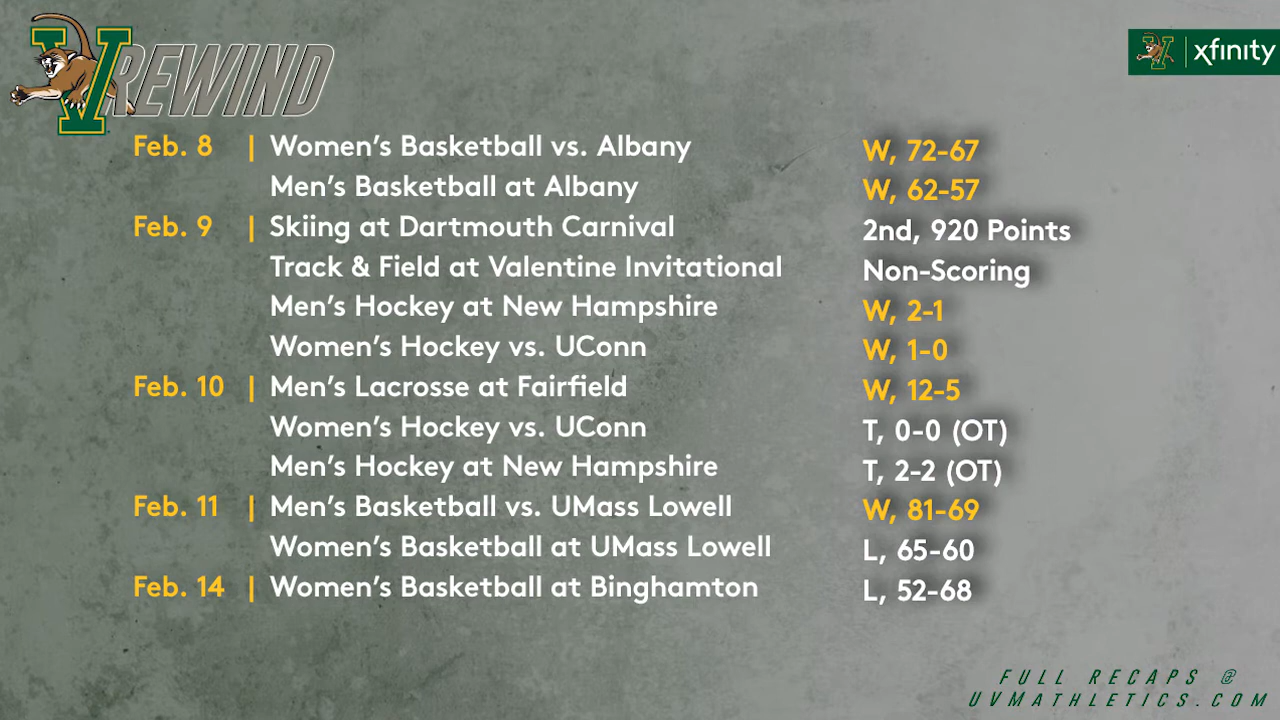 V REWIND
V | xfinity
Feb. 8 | Women's Basketball vs. Albany W, 72-67
Men's Basketball at Albany W, 62-57
Feb. 9 | Skiing at Dartmouth Carnival 2nd, 920 Points
Track & Field at Valentine Invitational Non-Scoring
Men's Hockey at New Hampshire W, 2-1
Women's Hockey vs. UConn W, 1-0
Feb. 10 | Men's Lacrosse at Fairfield W, 12-5
Women's Hockey vs. UConn T, 0-0 (OT)
Men's Hockey at New Hampshire T, 2-2 (OT)
Feb. 11 | Men's Basketball vs. UMass Lowell W, 81-69
Women's Basketball at UMass Lowell L, 65-60
Feb. 14 | Women's Basketball at Binghamton L, 52-68
FULL RECAPS @
UVMATHLETICS.COM